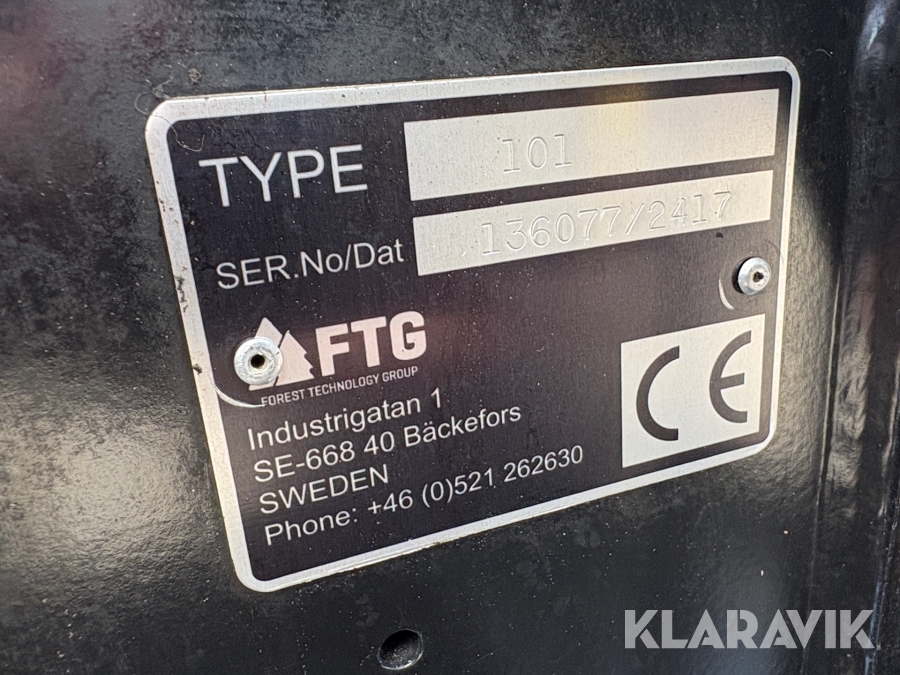 TYPE 101
SER.No/Dat 136077/2417
FTG
FOREST TECHNOLOGY GROUP
Industrigatan 1
SE-668 40 Bäckefors
SWEDEN
Phone: +46 (0)521 262630
CE
KLARAVIK